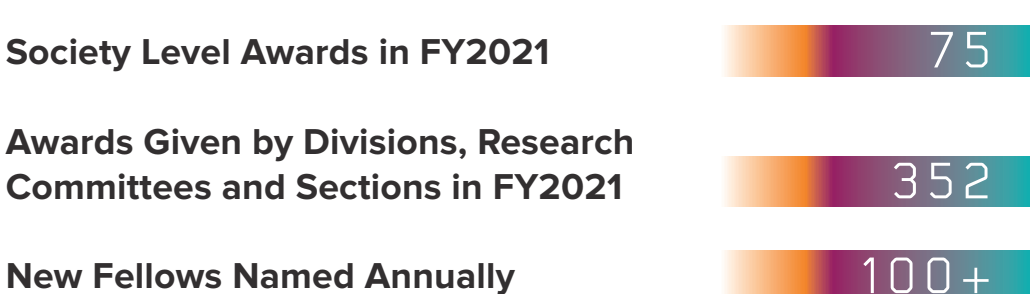 Society Level Awards in FY2021 75
Awards Given by Divisions, Research
Committees and Sections in FY2021 352
New Fellows Named Annually 100+